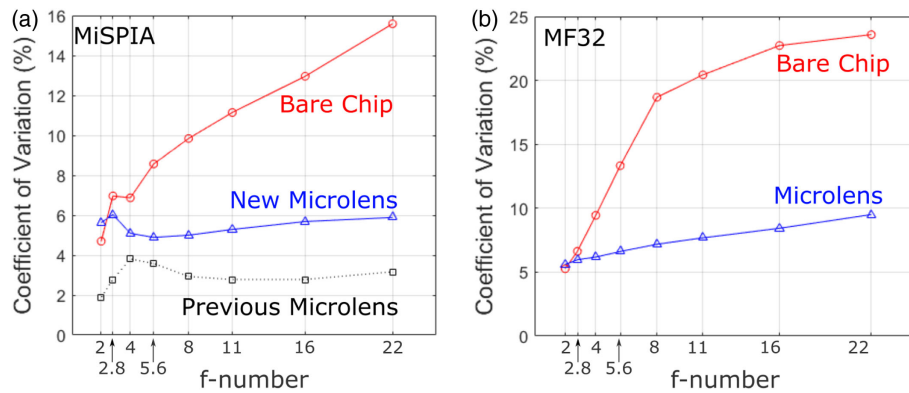 (a)
MiSPIA
Coefficient of Variation (%)
16
14
12
10
8
6
4
2
0
Bare Chip
New Microlens
Previous Microlens
2 4 8 11 16 22
2.8 5.6
f-number
(b)
MF32
Coefficient of Variation (%)
25
20
15
10
5
0
Bare Chip
Microlens
2 4 8 11 16 22
2.8 5.6
f-number